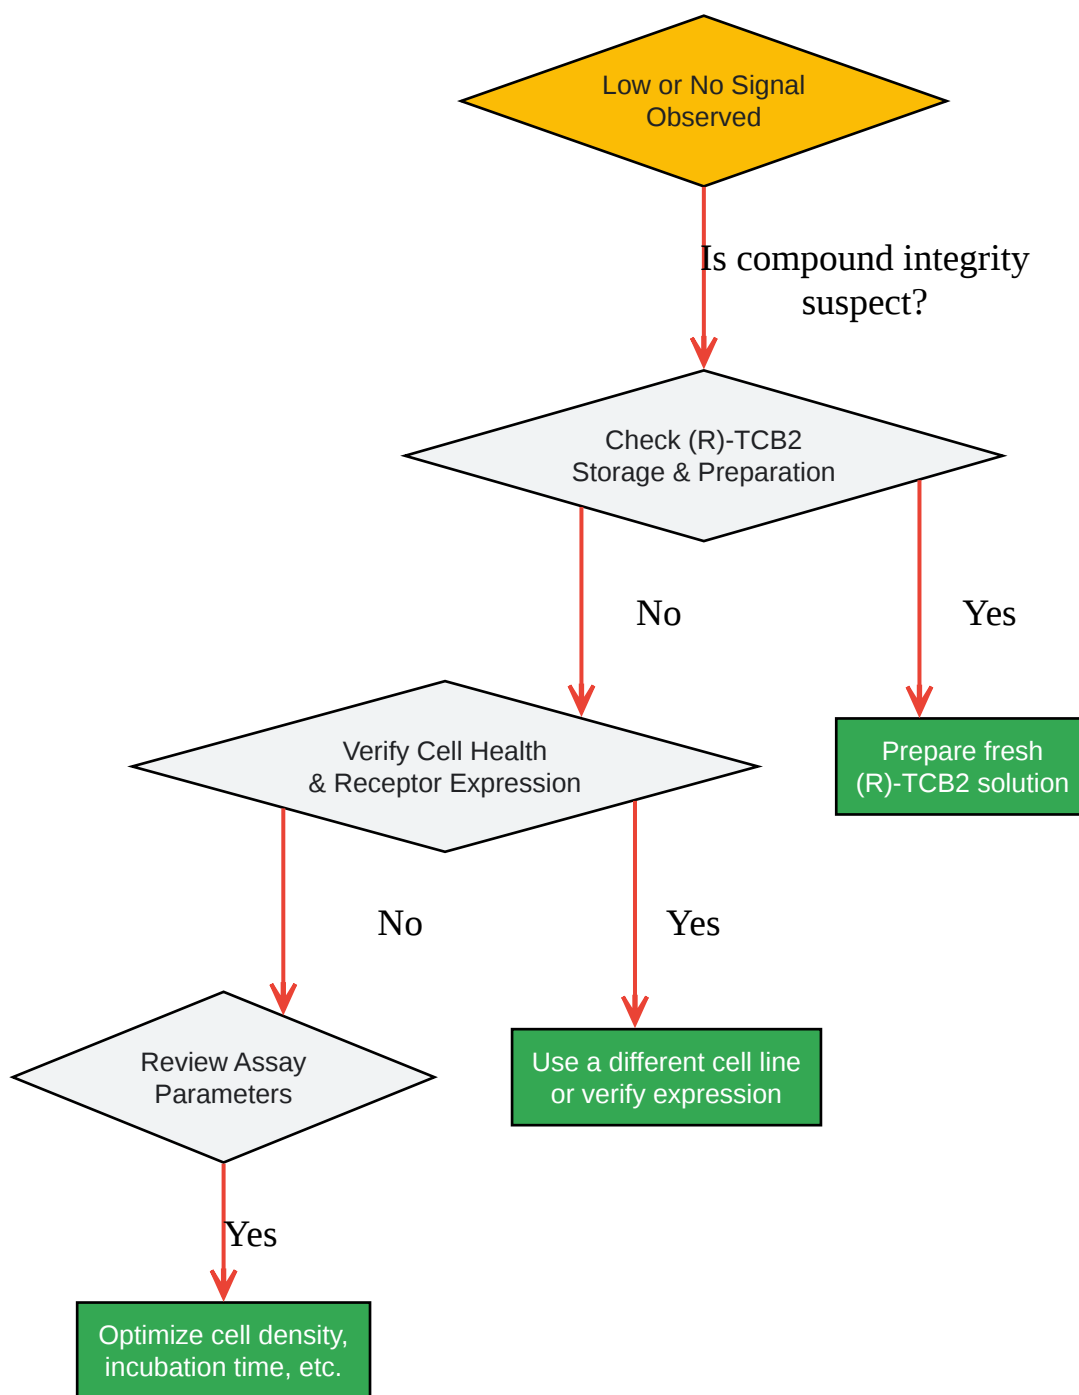 Low or No Signal
Observed
Is compound integrity
suspect?
Check (R)-TCB2
Storage & Preparation
No
Yes
Verify Cell Health
& Receptor Expression
Prepare fresh
(R)-TCB2 solution
No
Yes
Review Assay
Parameters
Use a different cell line
or verify expression
Yes
Optimize cell density,
incubation time, etc.